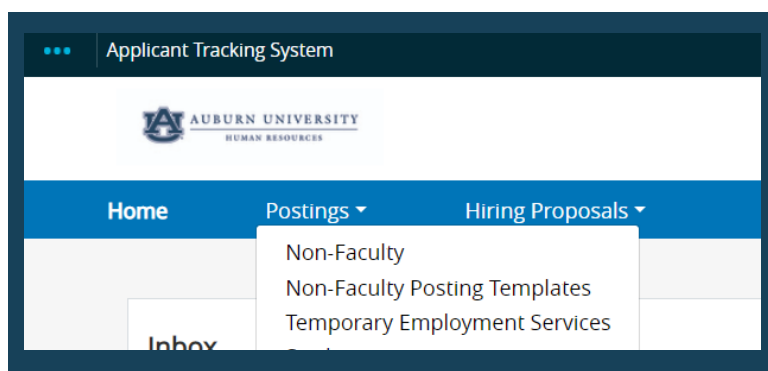 Applicant Tracking System
AUBURN UNIVERSITY
HUMAN RESOURCES
Home Postings Hiring Proposals
Non-Faculty
Non-Faculty Posting Templates
Temporary Employment Services
Inbox